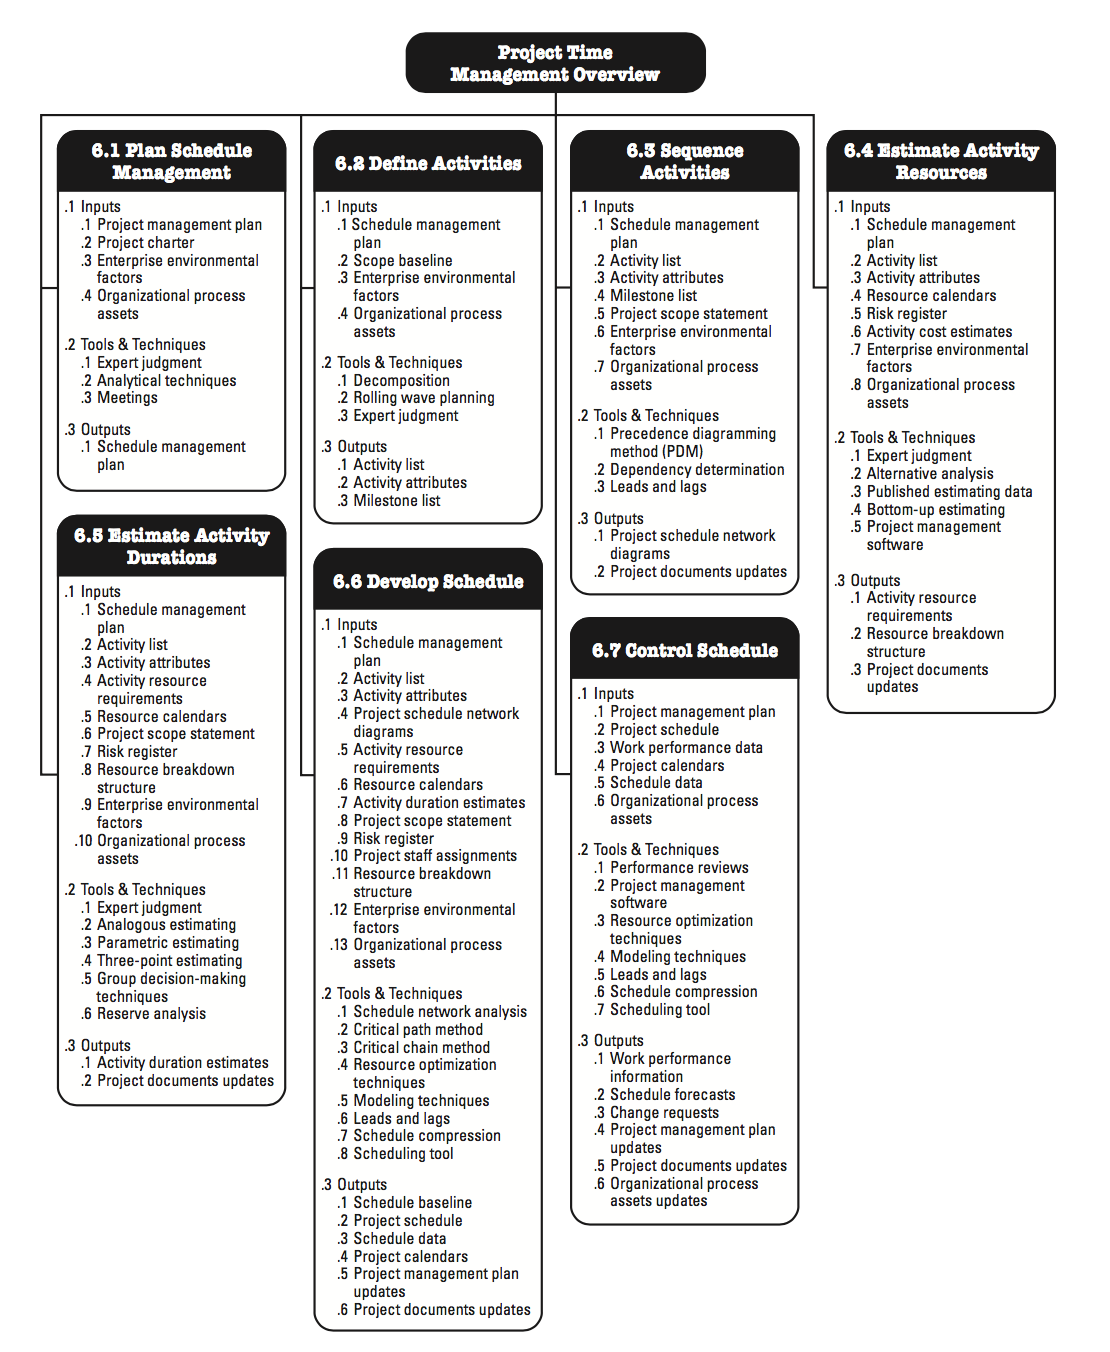 Project Time
Management Overview
6.1 Plan Schedule
Management
.1 Inputs
.1 Project management plan
.2 Project charter
.3 Enterprise environmental
factors
.4 Organizational process
assets
.2 Tools & Techniques
.1 Expert judgment
.2 Analytical techniques
.3 Meetings
.3 Outputs
.1 Schedule management
plan
6.2 Define Activities
.1 Inputs
.1 Schedule management
plan
.2 Scope baseline
.3 Enterprise environmental
factors
.4 Organizational process
assets
.2 Tools & Techniques
.1 Decomposition
.2 Rolling wave planning
.3 Expert judgment
.3 Outputs
.1 Activity list
.2 Activity attributes
.3 Milestone list
6.3 Sequence
Activities
.1 Inputs
.1 Schedule management
plan
.2 Activity list
.3 Activity attributes
.4 Milestone list
.5 Project scope statement
.6 Enterprise environmental
factors
.7 Organizational process
assets
.2 Tools & Techniques
.1 Precedence diagramming
method (PDM)
.2 Dependency determination
.3 Leads and lags
.3 Outputs
.1 Project schedule network
diagrams
.2 Project documents updates
6.4 Estimate Activity
Resources
.1 Inputs
.1 Schedule management
plan
.2 Activity list
.3 Activity attributes
.4 Resource calendars
.5 Risk register
.6 Activity cost estimates
.7 Enterprise environmental
factors
.8 Organizational process
assets
.2 Tools & Techniques
.1 Expert judgment
.2 Alternative analysis
.3 Published estimating data
.4 Bottom-up estimating
.5 Project management
software
.3 Outputs
.1 Activity resource
requirements
.2 Resource breakdown
structure
.3 Project documents
updates
6.5 Estimate Activity
Durations
.1 Inputs
.1 Schedule management
plan
.2 Activity list
.3 Activity attributes
.4 Activity resource
requirements
.5 Resource calendars
.6 Project scope statement
.7 Risk register
.8 Resource breakdown
structure
.9 Enterprise environmental
factors
.10 Organizational process
assets
.2 Tools & Techniques
.1 Expert judgment
.2 Analogous estimating
.3 Parametric estimating
.4 Three-point estimating
.5 Group decision-making
techniques
.6 Reserve analysis
.3 Outputs
.1 Activity duration estimates
.2 Project documents updates
6.6 Develop Schedule
.1 Inputs
.1 Schedule management
plan
.2 Activity list
.3 Activity attributes
.4 Project schedule network
diagrams
.5 Activity resource
requirements
.6 Resource calendars
.7 Activity duration estimates
.8 Project scope statement
.9 Risk register
.10 Project staff assignments
.11 Resource breakdown
structure
.12 Enterprise environmental
factors
.13 Organizational process
assets
.2 Tools & Techniques
.1 Schedule network analysis
.2 Critical path method
.3 Critical chain method
.4 Resource optimization
techniques
.5 Modeling techniques
.6 Leads and lags
.7 Schedule compression
.8 Scheduling tool
.3 Outputs
.1 Schedule baseline
.2 Project schedule
.3 Schedule data
.4 Project calendars
.5 Project management plan
updates
.6 Project documents updates
6.7 Control Schedule
.1 Inputs
.1 Project management plan
.2 Project schedule
.3 Work performance data
.4 Project calendars
.5 Schedule data
.6 Organizational process
assets
.2 Tools & Techniques
.1 Performance reviews
.2 Project management
software
.3 Resource optimization
techniques
.4 Modeling techniques
.5 Leads and lags
.6 Schedule compression
.7 Scheduling tool
.3 Outputs
.1 Work performance
information
.2 Schedule forecasts
.3 Change requests
.4 Project management plan
updates
.5 Project documents updates
.6 Organizational process
assets updates